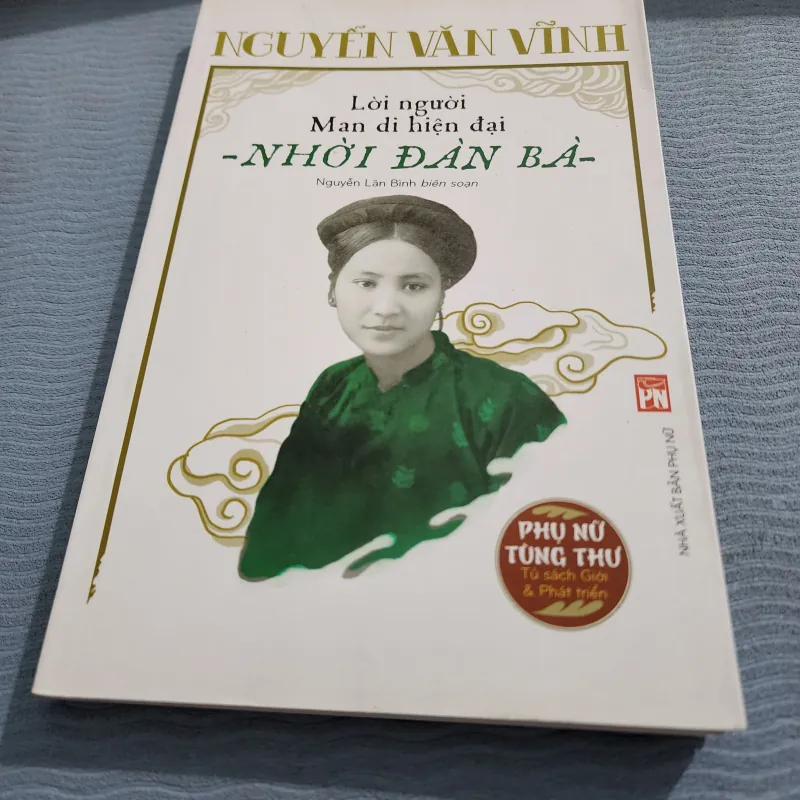 NGUYỄN VĂN VĨNH
Lời người
Man di hiện đại
-NHỜI ĐÀN BÀ-
Nguyễn Lân Bình biên soạn
PN
NHÀ XUẤT BẢN PHỤ NỮ
PHỤ NỮ
TÙNG THƯ
Tủ sách Giới
& Phát triển